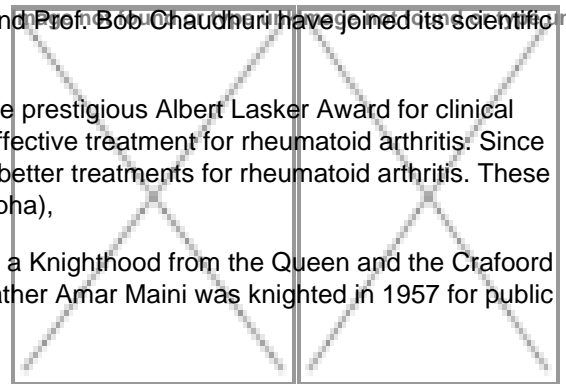 nd Prof. Bob Chaudhuri have joined its scientific
e prestigious Albert Lasker Award for clinical
ffective treatment for rheumatoid arthritis. Since
better treatments for rheumatoid arthritis. These
oha),
a Knighthood from the Queen and the Crafoord
ather Amar Maini was knighted in 1957 for public